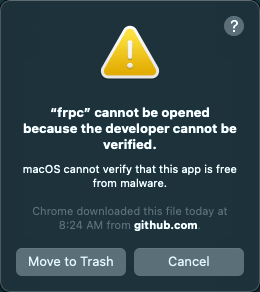 ?
“frpc” cannot be opened
because the developer cannot be
verified.
macOS cannot verify that this app is free
from malware.
Chrome downloaded this file today at
8:24 AM from github.com.
Move to Trash
Cancel